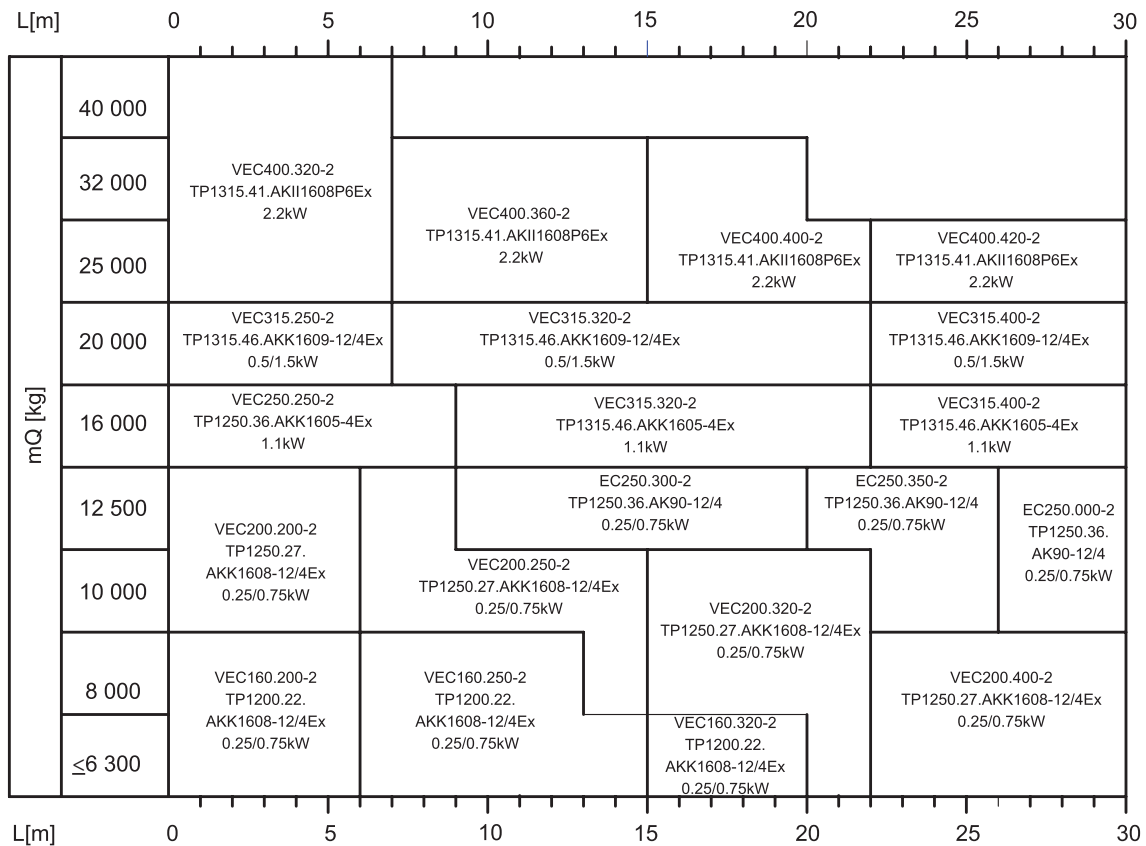 L[m] 0 5 10 15 20 25 30
mQ [kg]
40 000
32 000
25 000
20 000
16 000
12 500
10 000
8 000
≤6 300
VEC400.320-2
TP1315.41.AKII1608P6Ex
2.2kW
VEC400.360-2
TP1315.41.AKII1608P6Ex
2.2kW
VEC400.400-2
TP1315.41.AKII1608P6Ex
2.2kW
VEC400.420-2
TP1315.41.AKII1608P6Ex
2.2kW
VEC315.250-2
TP1315.46.AKK1609-12/4Ex
0.5/1.5kW
VEC315.320-2
TP1315.46.AKK1609-12/4Ex
0.5/1.5kW
VEC315.400-2
TP1315.46.AKK1609-12/4Ex
0.5/1.5kW
VEC250.250-2
TP1250.36.AKK1605-4Ex
1.1kW
VEC315.320-2
TP1315.46.AKK1605-4Ex
1.1kW
VEC315.400-2
TP1315.46.AKK1605-4Ex
1.1kW
VEC200.200-2
TP1250.27.
AKK1608-12/4Ex
0.25/0.75kW
EC250.300-2
TP1250.36.AK90-12/4
0.25/0.75kW
EC250.350-2
TP1250.36.AK90-12/4
0.25/0.75kW
EC250.000-2
TP1250.36.
AK90-12/4
0.25/0.75kW
VEC200.250-2
TP1250.27.AKK1608-12/4Ex
0.25/0.75kW
VEC200.320-2
TP1250.27.AKK1608-12/4Ex
0.25/0.75kW
VEC160.200-2
TP1200.22.
AKK1608-12/4Ex
0.25/0.75kW
VEC160.250-2
TP1200.22.
AKK1608-12/4Ex
0.25/0.75kW
VEC160.320-2
TP1200.22.
AKK1608-12/4Ex
0.25/0.75kW
VEC200.400-2
TP1250.27.AKK1608-12/4Ex
0.25/0.75kW
L[m] 0 5 10 15 20 25 30